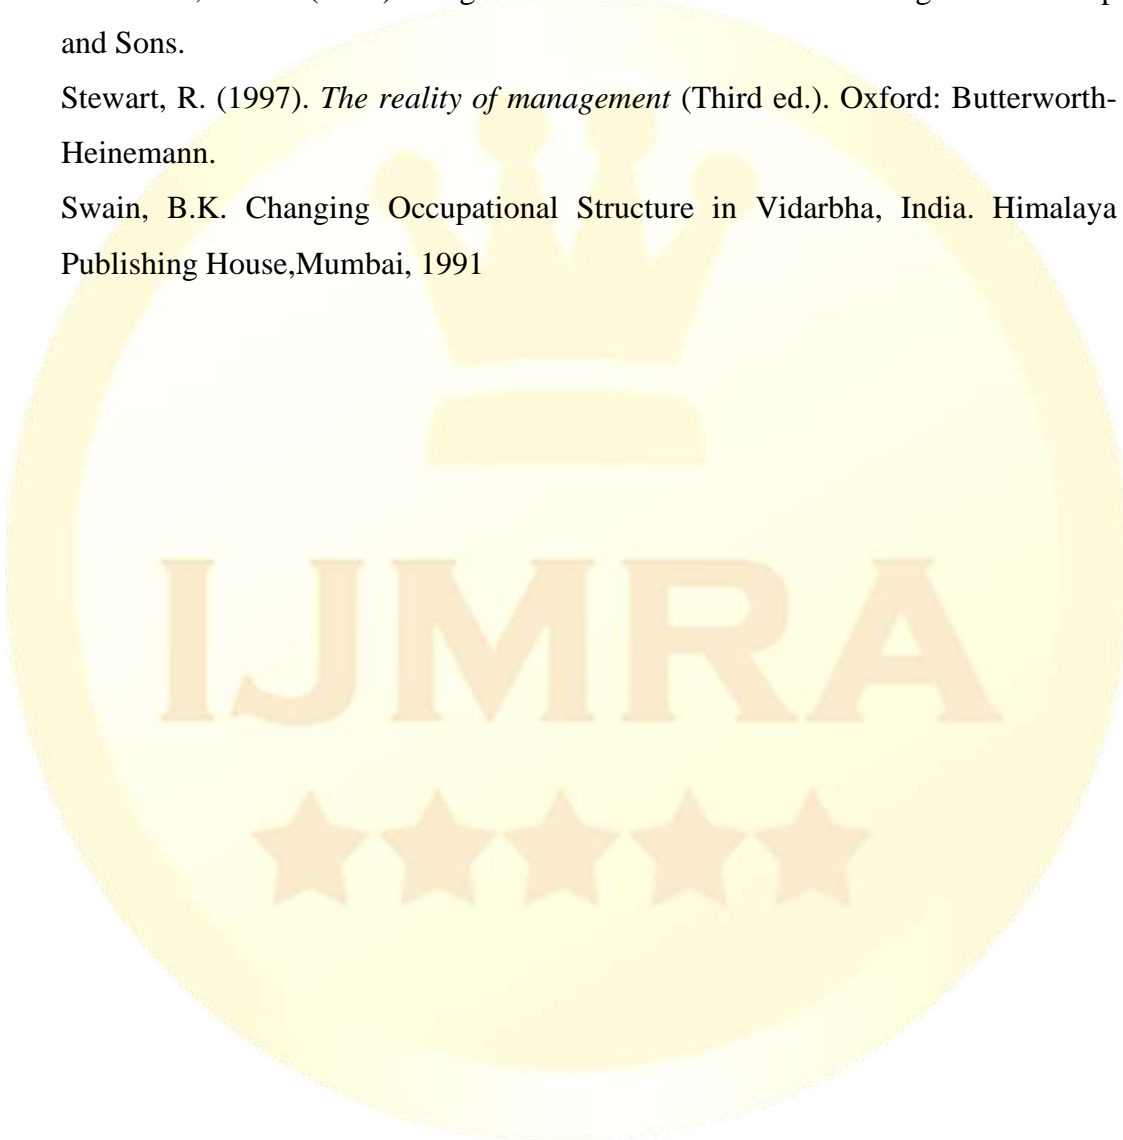 and Sons.
Stewart, R. (1997). The reality of management (Third ed.). Oxford: Butterworth-
Heinemann.
Swain, B.K. Changing Occupational Structure in Vidarbha, India. Himalaya
Publishing House,Mumbai, 1991
IJMRA